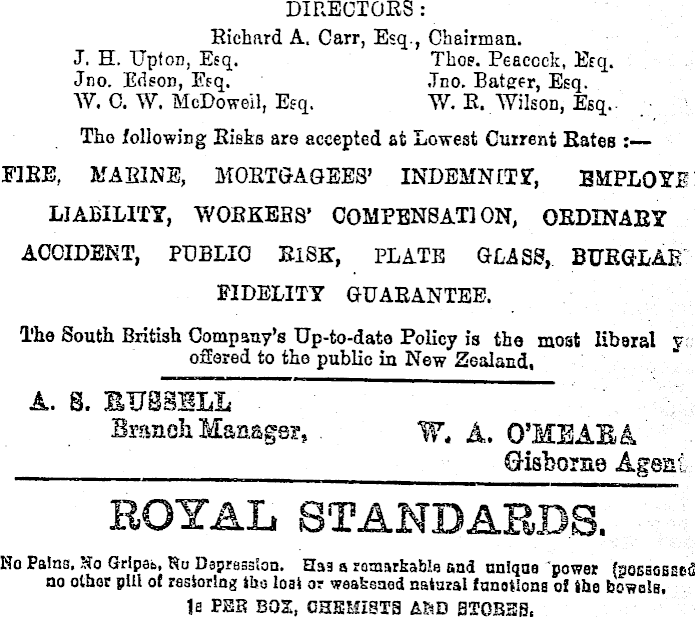 DIRECTORS:
Richard A. Carr, Esq., Chairman.
J. H. Upton, Esq. Thos. Peacock, Esq.
Jno. Edson, Esq. Jno. Batger, Esq.
W. C. W. McDowell, Esq. W. R. Wilson, Esq.
The following Risks are accepted at Lowest Current Rates :—
FIRE, MARINE, MORTGAGEES' INDEMNITY, EMPLOYE
LIABILITY, WORKERS' COMPENSATION, ORDINARY
ACCIDENT, PUBLIC RISK, PLATE GLASS, BURGLAR
FIDELITY GUARANTEE.
The South British Company's Up-to-date Policy is the most liberal y
offered to the public in New Zealand.
A. S. RUSSELL
Branch Manager,
W. A. O'MEARA
Gisborne Agent
ROYAL STANDARDS.
No Pains, No Gripes, No Depression. Has a remarkable and unique power (possessed
no other pill of restoring the lost or weakened natural functions of the bowels.
1s PER BOX, CHEMISTS AND STORES.